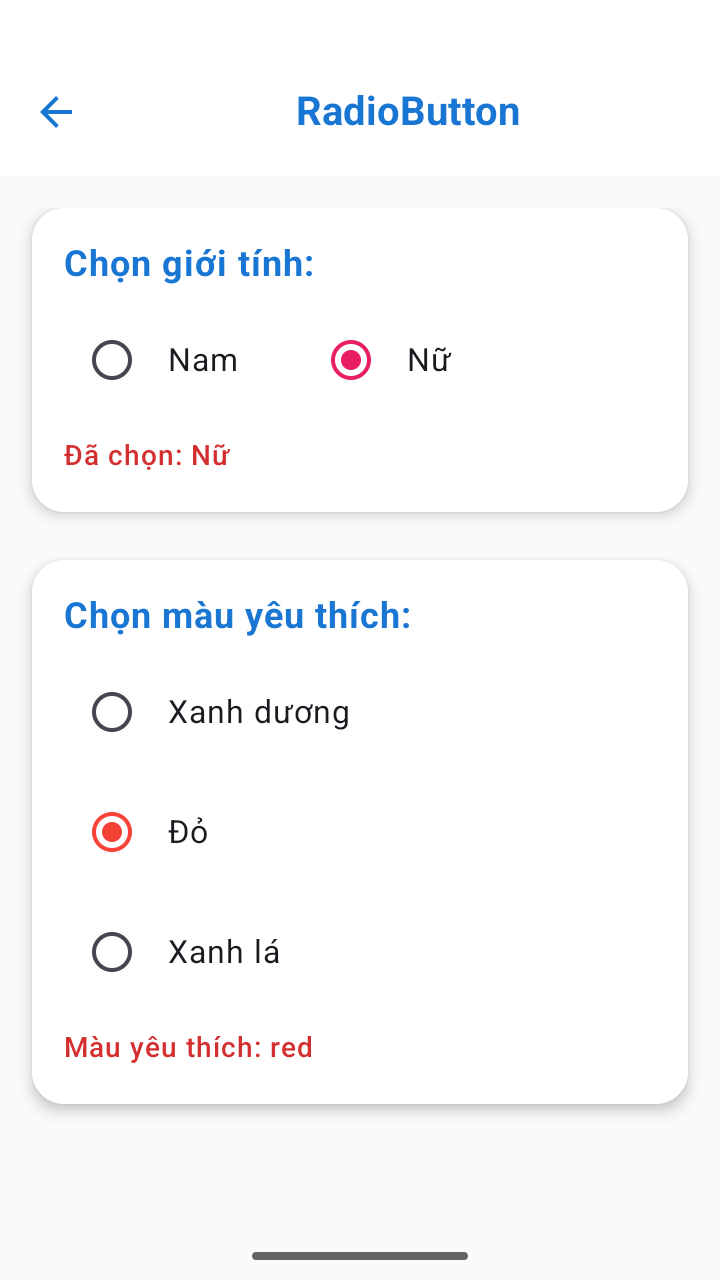 RadioButton
Chọn giới tính:
Nam Nữ
Đã chọn: Nữ
Chọn màu yêu thích:
Xanh dương
Đỏ
Xanh lá
Màu yêu thích: red